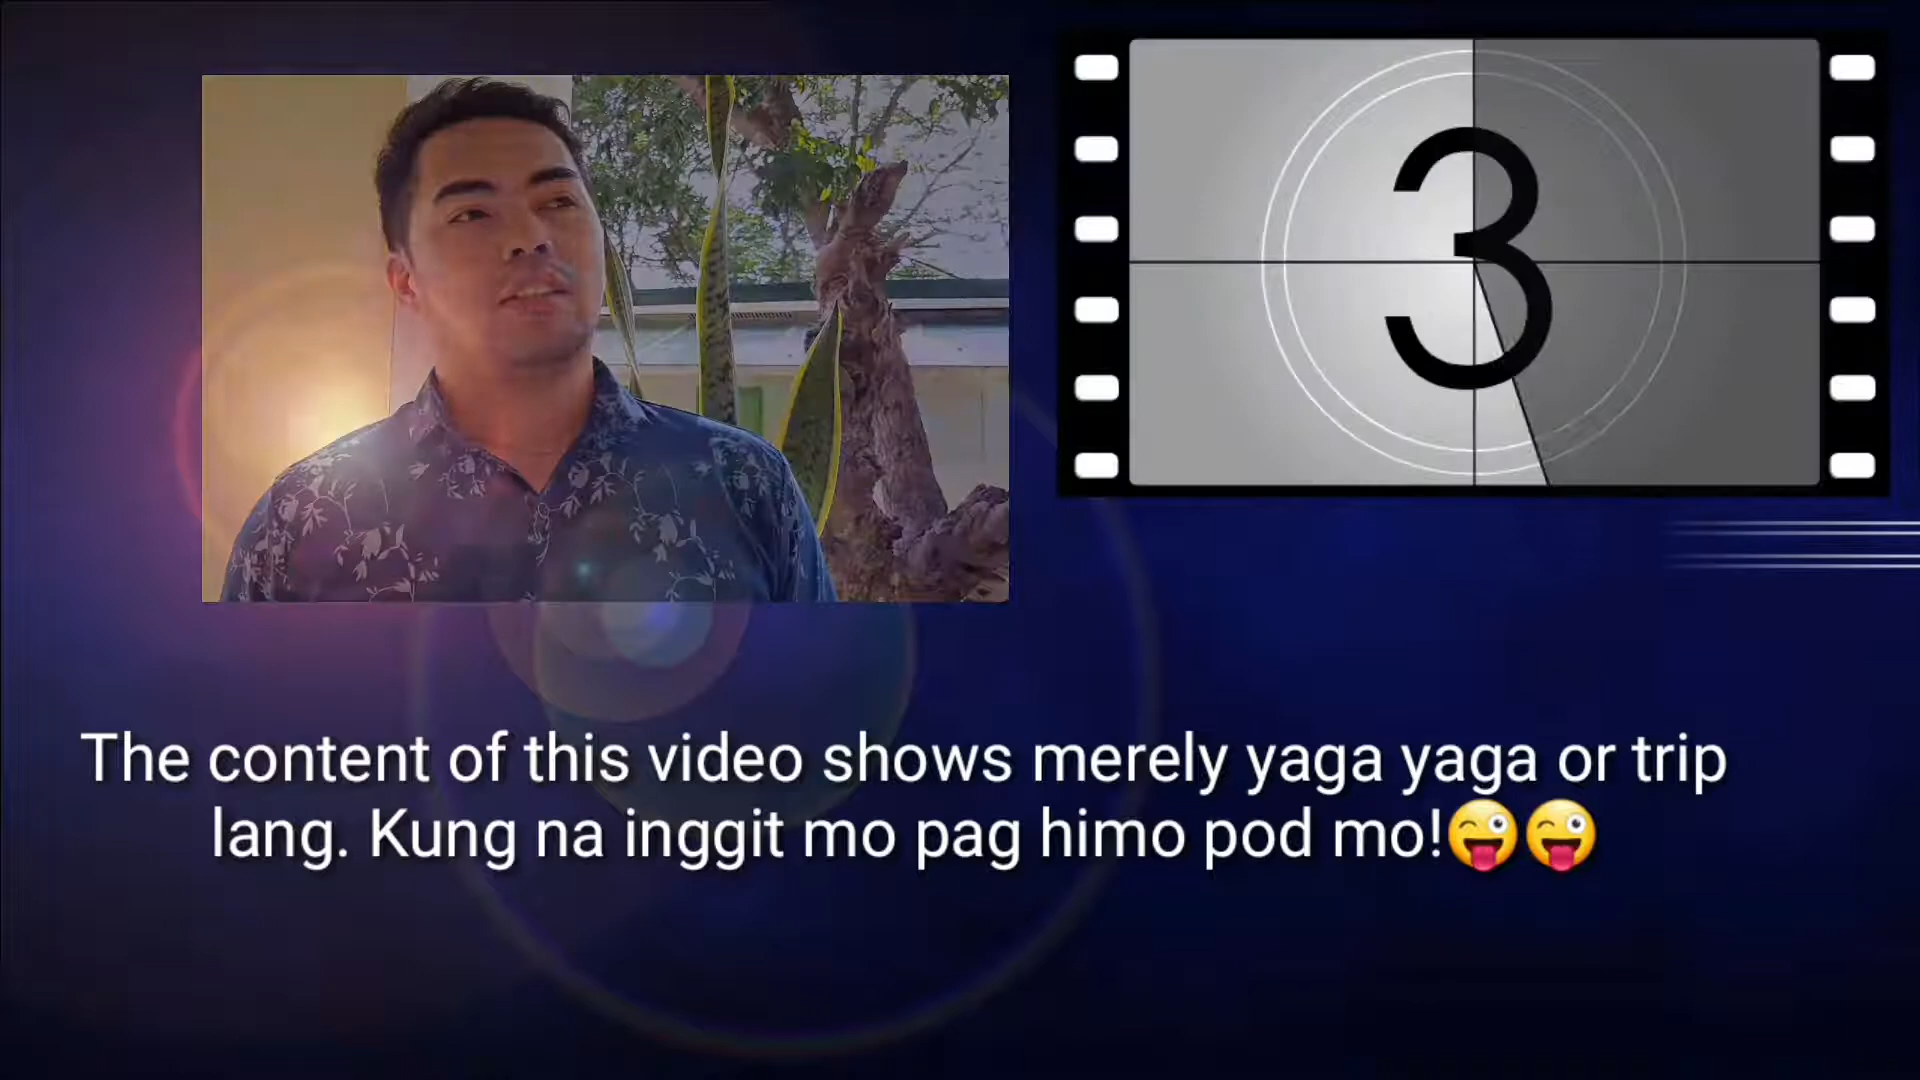 3
The content of this video shows merely yaga yaga or trip
lang. Kung na inggit mo pag himo pod mo!😜😜